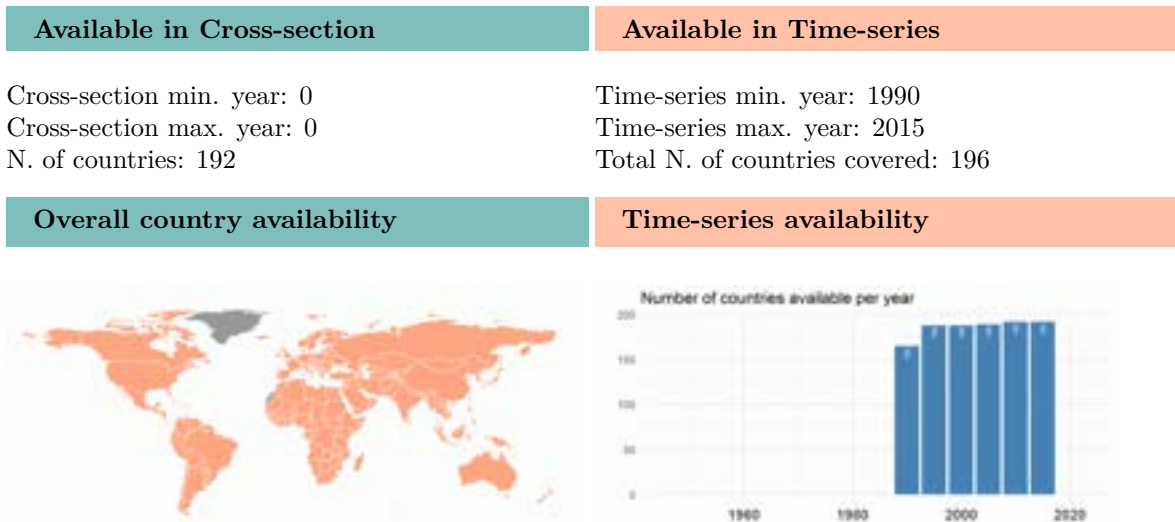 Available in Cross-section
Available in Time-series
Cross-section min. year: 0
Cross-section max. year: 0
N. of countries: 192
Time-series min. year: 1990
Time-series max. year: 2015
Total N. of countries covered: 196
Overall country availability
Time-series availability
Number of countries available per year
200
150
100
50
0
1960 1980 2000 2020